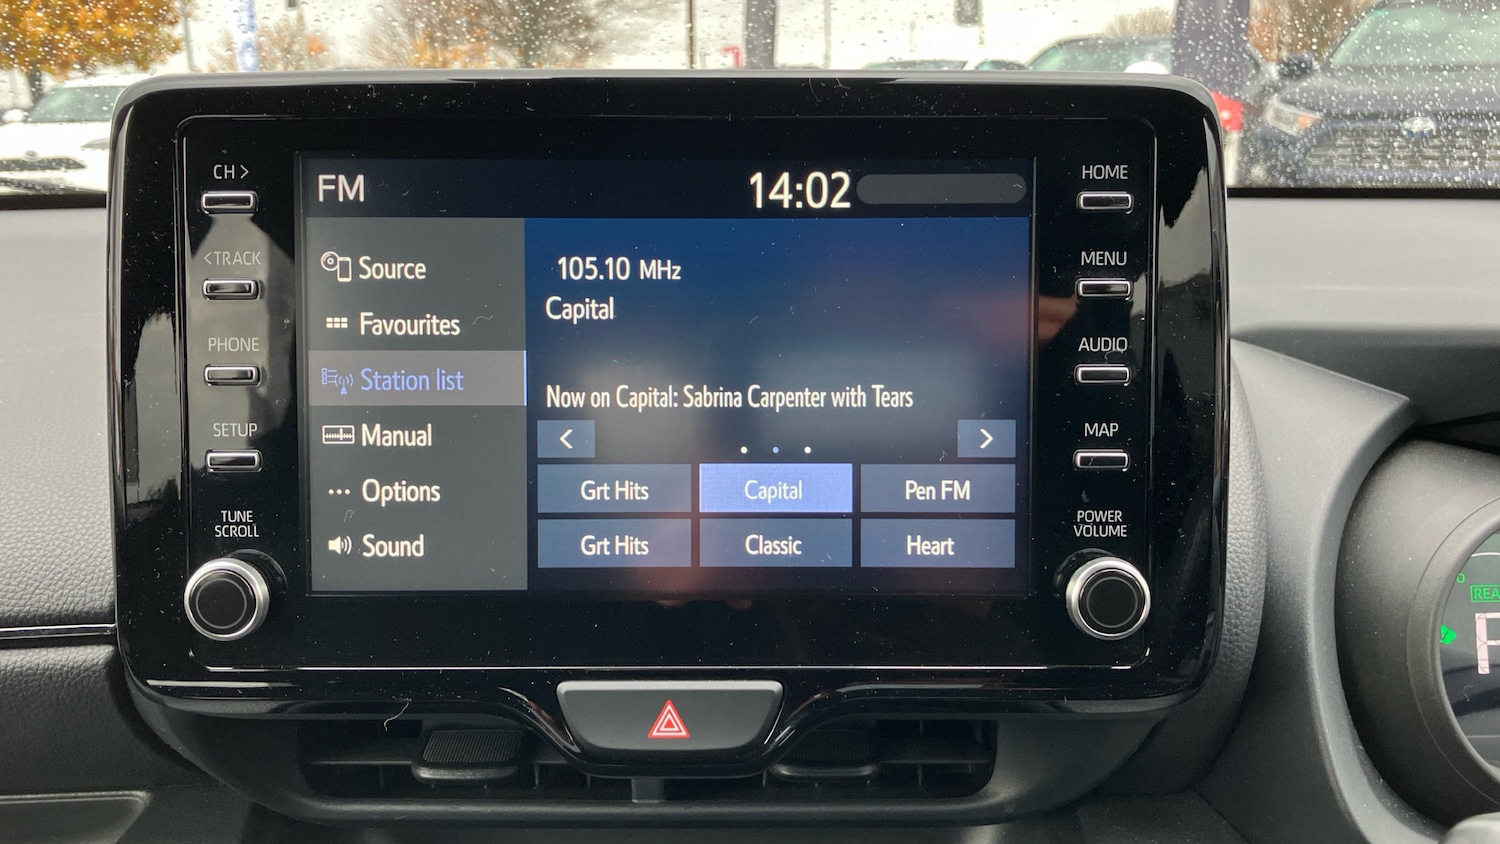 CH >
<TRACK
PHONE
SETUP
TUNE
SCROLL
FM
14:02
Source
Favourites
Station list
Manual
Options
Sound
105.10 MHz
Capital
Now on Capital: Sabrina Carpenter with Tears
< >
Grt Hits Capital Pen FM
Grt Hits Classic Heart
HOME
MENU
AUDIO
MAP
POWER
VOLUME